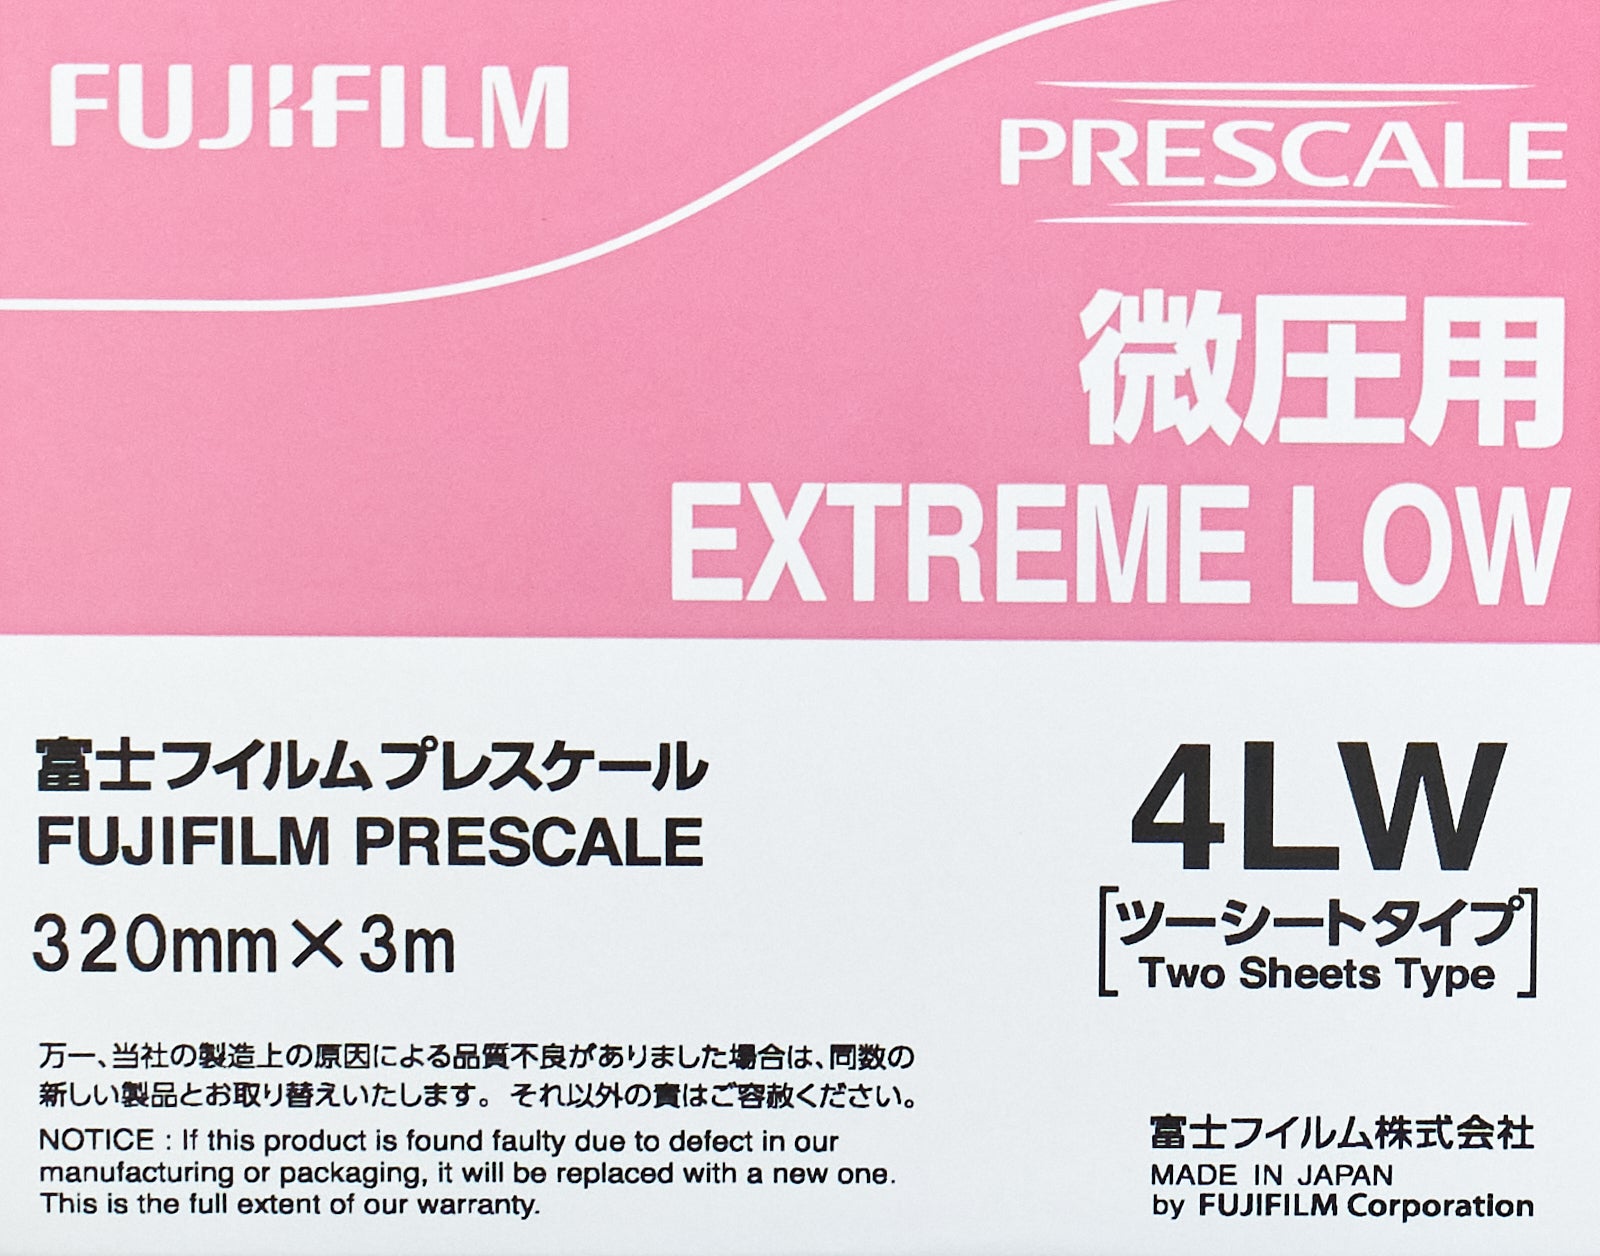 FUJIFILM
PRESCALE
微圧用
EXTREME LOW
富士フイルムプレスケール
FUJIFILM PRESCALE
320mm×3m
4LW
[ツーシートタイプ
Two Sheets Type]
万一、当社の製造上の原因による品質不良がありました場合は、同数の
新しい製品とお取り替えいたします。それ以外の責はご容赦ください。
NOTICE : If this product is found faulty due to defect in our
manufacturing or packaging, it will be replaced with a new one.
This is the full extent of our warranty.
富士フイルム株式会社
MADE IN JAPAN
by FUJIFILM Corporation